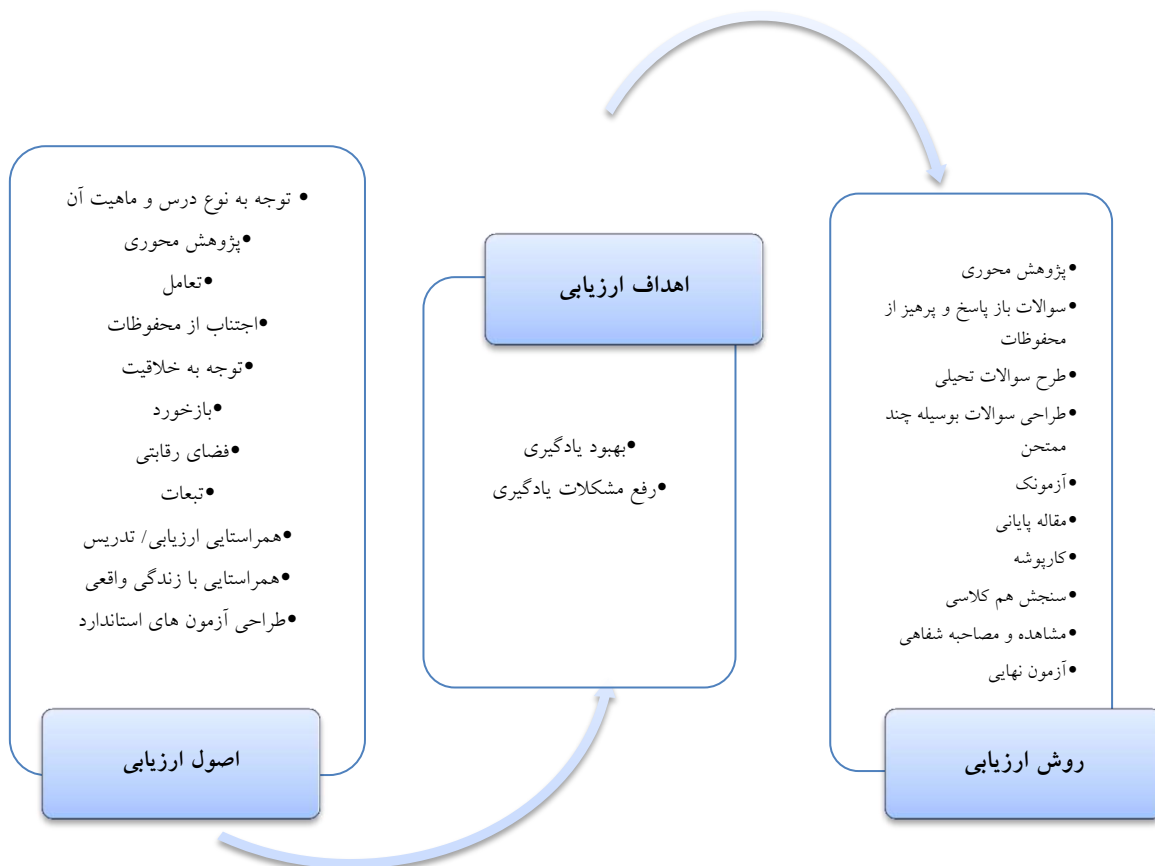 • توجه به نوع درس و ماهیت آن
•پژوهش محوری
•تعامل
•اجتناب از محفوظات
•توجه به خلاقیت
•بازخورد
•فضای رقابتی
•تبعات
•همراستایی ارزیابی/ تدریس
•همراستایی با زندگی واقعی
•طراحی آزمون های استاندارد
اصول ارزیابی
اهداف ارزیابی
•بهبود یادگیری
•رفع مشکلات یادگیری
•پژوهش محوری
•سوالات باز پاسخ و پرهیز از
محفوظات
•طرح سوالات تحیلی
•طراحی سوالات بوسیله چند
ممتحن
•آزمونک
•مقاله پایانی
•کارپوشه
•سنجش هم کلاسی
•مشاهده و مصاحبه شفاهی
•آزمون نهایی
روش ارزیابی